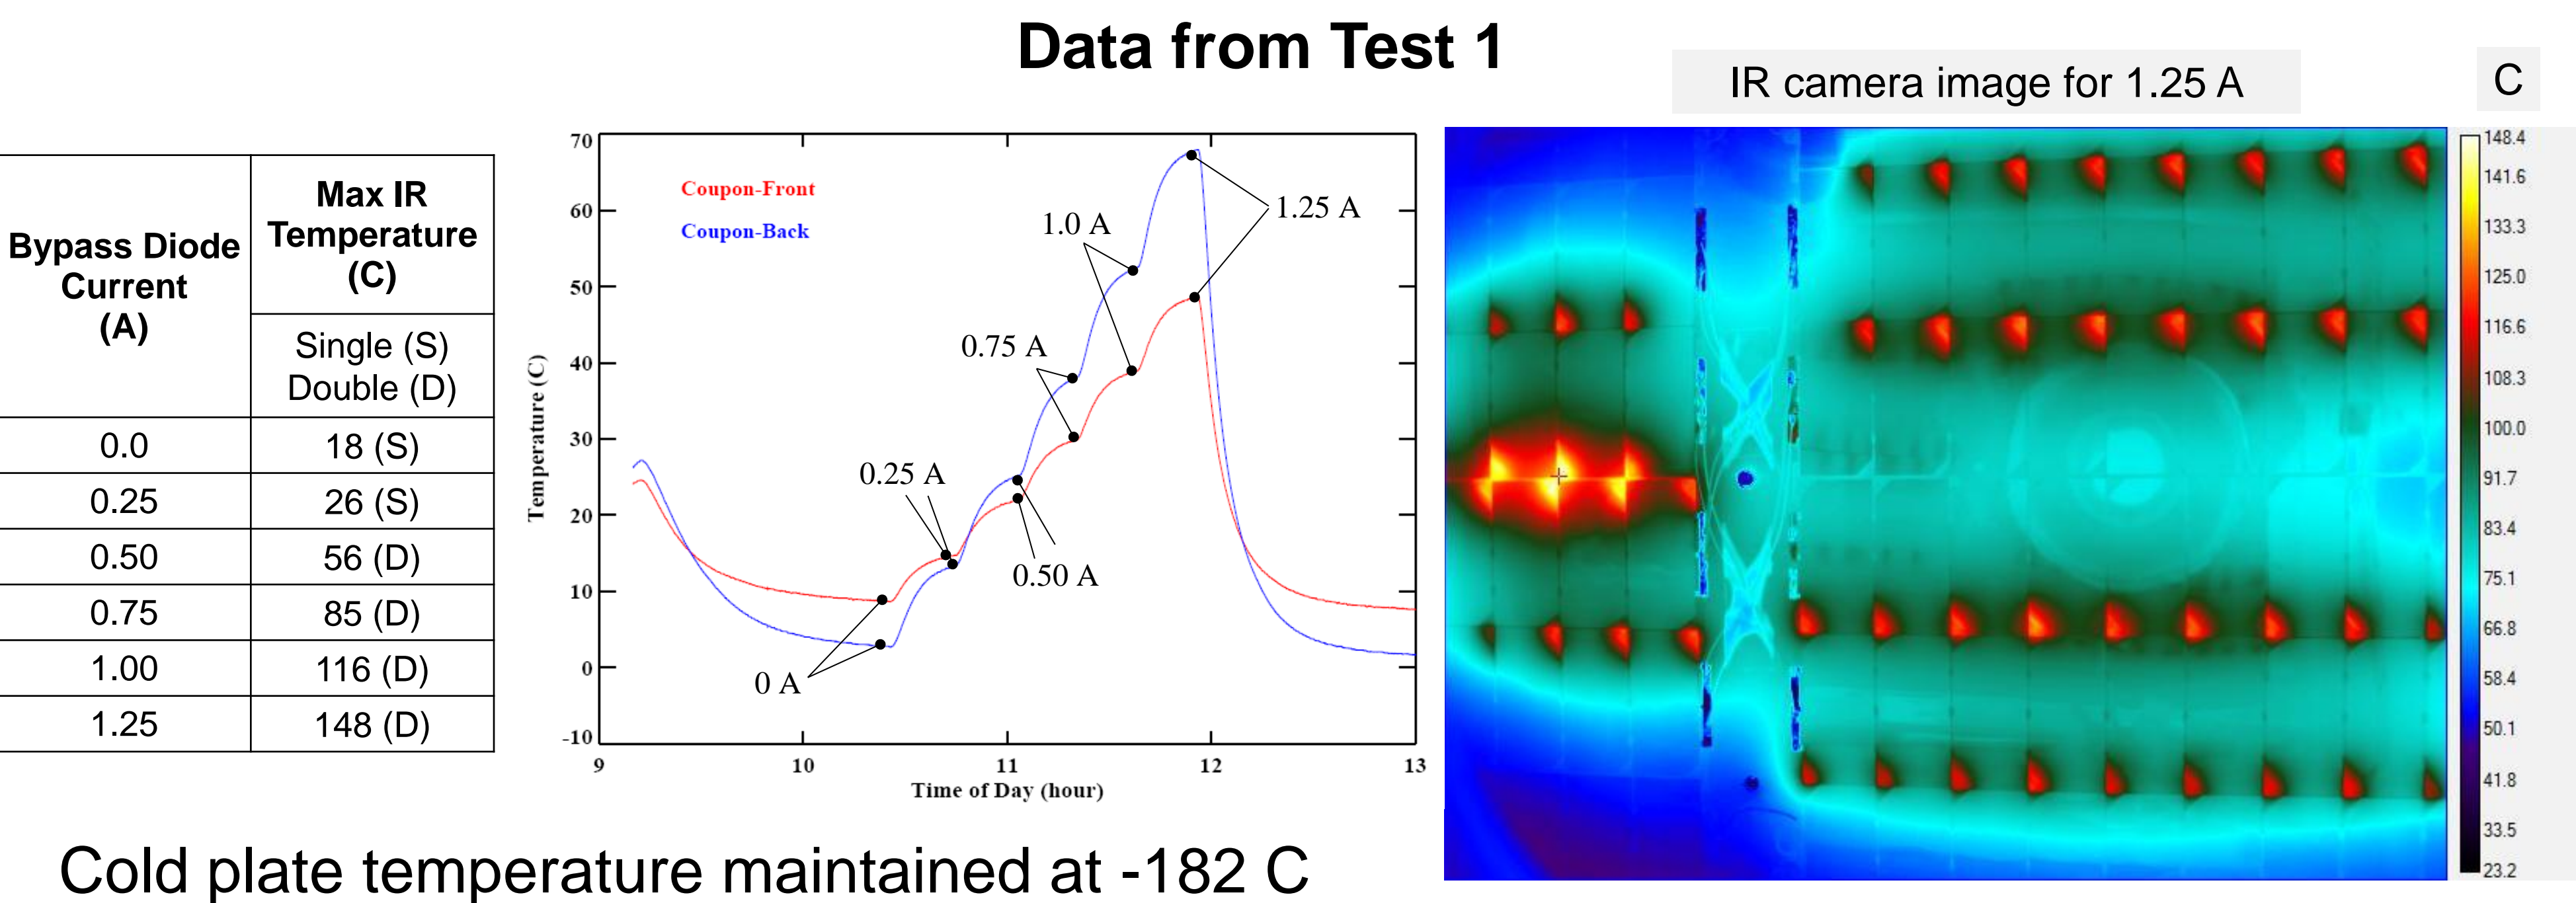 Data from Test 1
IR camera image for 1.25 A
C
Bypass Diode
Current
(A)
Max IR
Temperature
(C)
Single (S)
Double (D)
0.0
18 (S)
0.25
26 (S)
0.50
56 (D)
0.75
85 (D)
1.00
116 (D)
1.25
148 (D)
Temperature (C)
70
60
50
40
30
20
10
0
-10
Coupon-Front
Coupon-Back
1.25 A
1.0 A
0.75 A
0.25 A
0.50 A
0 A
9
10
11
12
13
Time of Day (hour)
148.4
141.6
133.3
125.0
116.6
108.3
100.0
91.7
83.4
75.1
66.8
58.4
50.1
41.8
33.5
23.2
Cold plate temperature maintained at -182 C